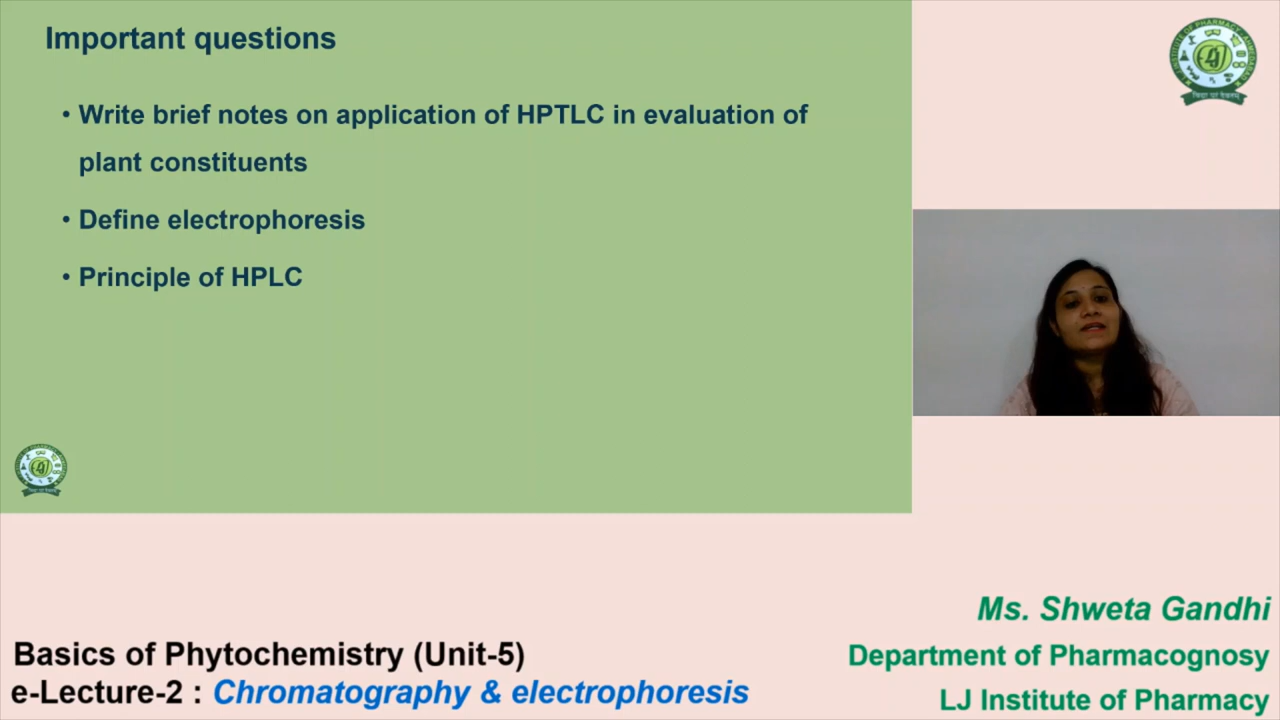 Important questions
• Write brief notes on application of HPTLC in evaluation of
plant constituents
• Define electrophoresis
• Principle of HPLC
Ms. Shweta Gandhi
Department of Pharmacognosy
LJ Institute of Pharmacy
Basics of Phytochemistry (Unit-5)
e-Lecture-2 : Chromatography & electrophoresis